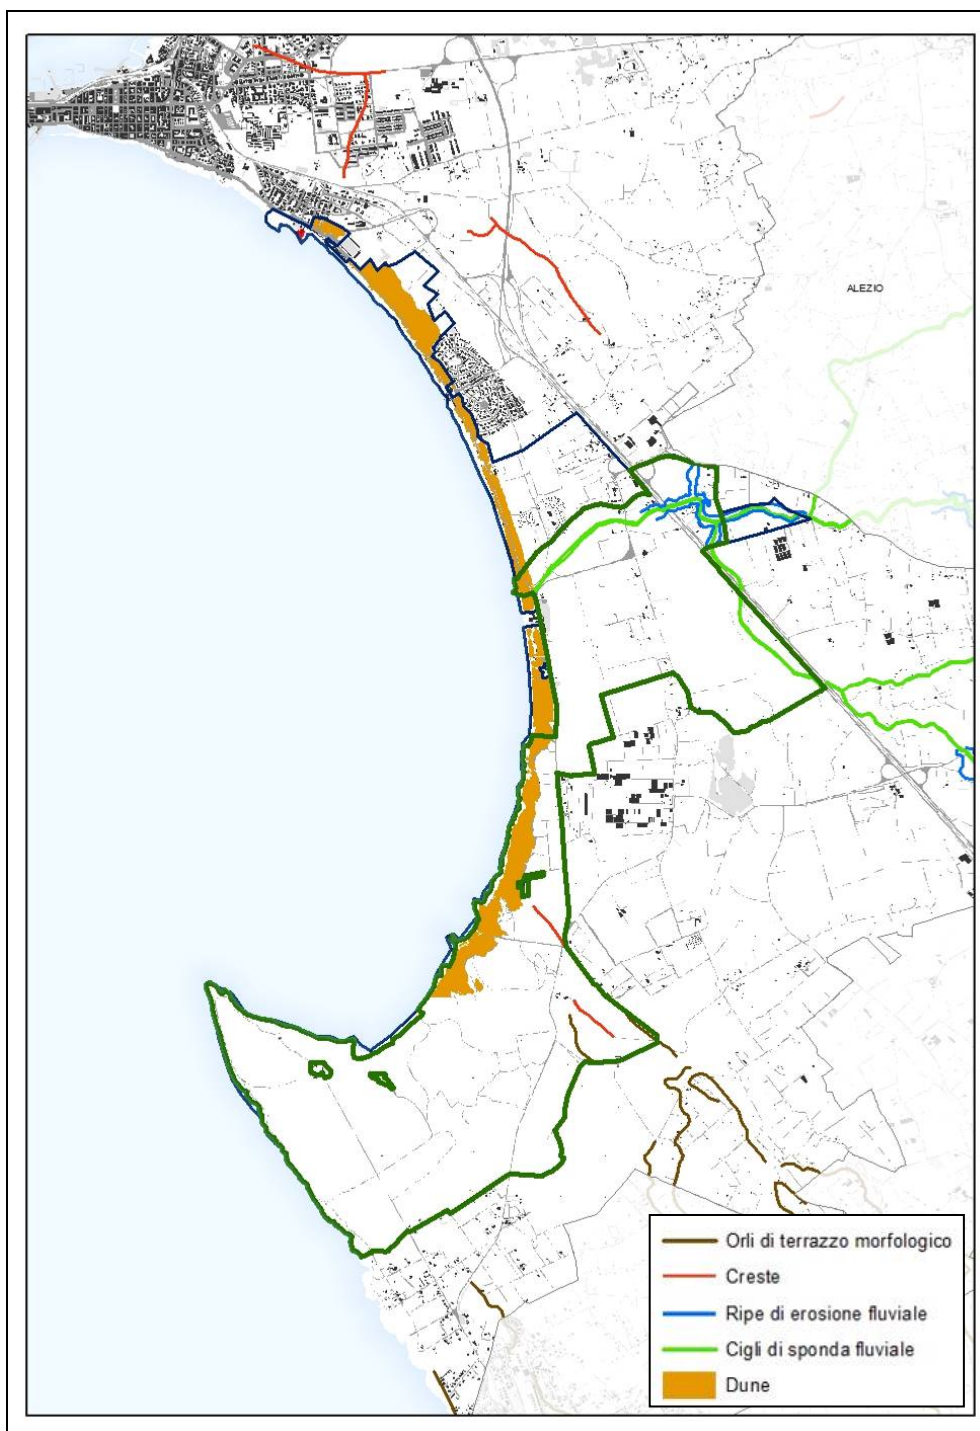 ALEZIO
Orli di terrazzo morfologico
Creste
Ripe di erosione fluviale
Cigli di sponda fluviale
Dune